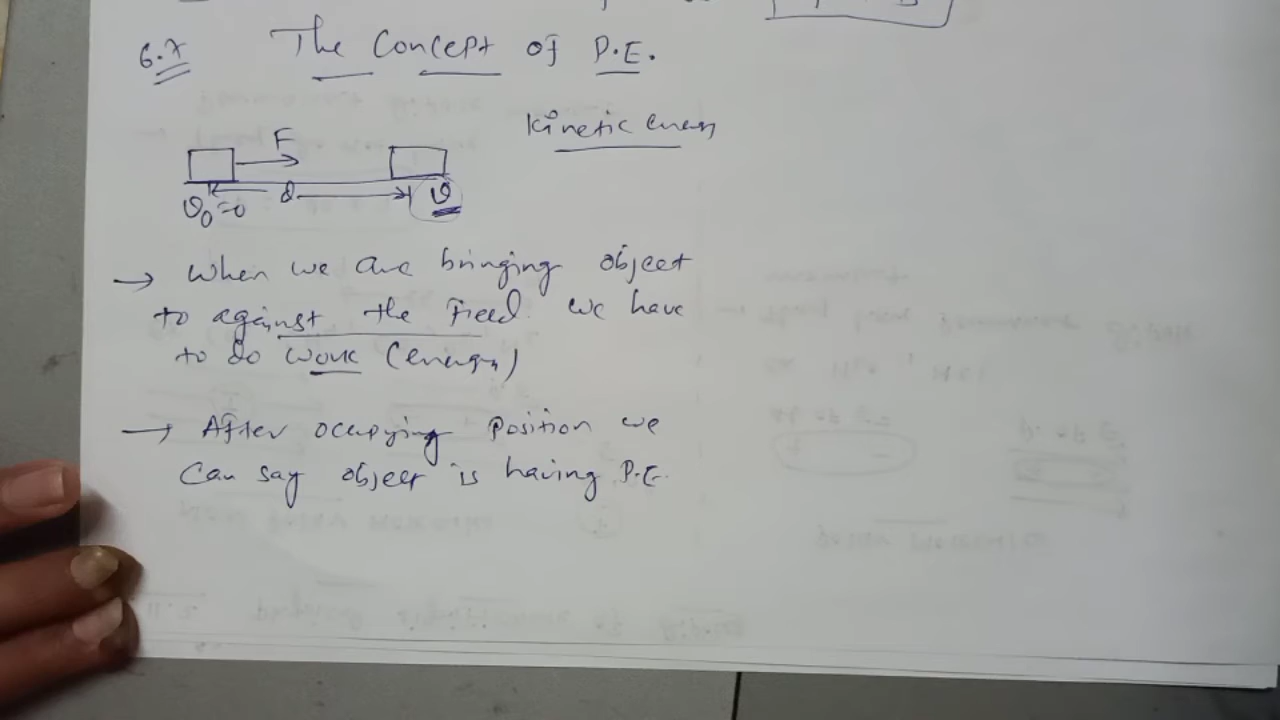 6.7 The Concept of P.E.
Kinetic energy
F
d
v₀=0
v
→ When we are bringing object
to against the Field. we have
to do work (energy)
→ After occupying position we
can say object is having P.E.